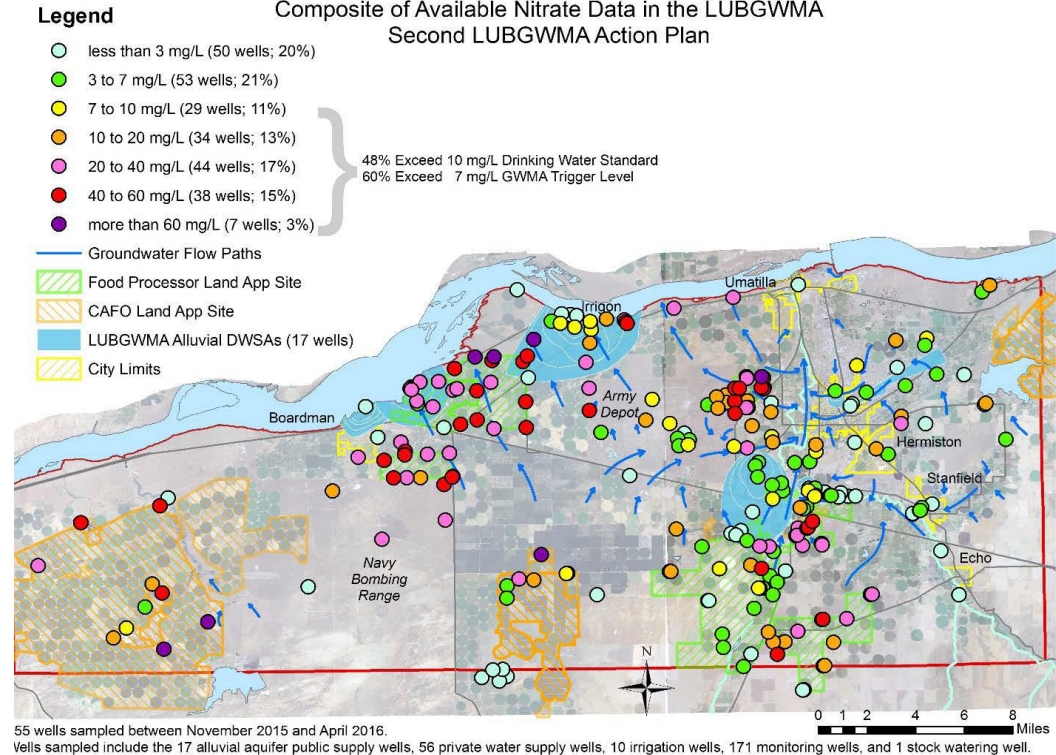 Composite of Available Nitrate Data in the LUBGWMA
Second LUBGWMA Action Plan
Legend
less than 3 mg/L (50 wells; 20%)
3 to 7 mg/L (53 wells; 21%)
7 to 10 mg/L (29 wells; 11%)
10 to 20 mg/L (34 wells; 13%)
20 to 40 mg/L (44 wells; 17%)
40 to 60 mg/L (38 wells; 15%)
more than 60 mg/L (7 wells; 3%)
48% Exceed 10 mg/L Drinking Water Standard
60% Exceed 7 mg/L GWMA Trigger Level
Groundwater Flow Paths
Food Processor Land App Site
CAFO Land App Site
LUBGWMA Alluvial DWSAs (17 wells)
City Limits
Umatilla
Irrigon
Army
Depot
Boardman
Hermiston
Stanfield
Echo
Navy
Bombing
Range
N
0 1 2 4 6 8
Miles
55 wells sampled between November 2015 and April 2016.
Vells sampled include the 17 alluvial aquifer public supply wells, 56 private water supply wells, 10 irrigation wells, 171 monitoring wells, and 1 stock watering well.